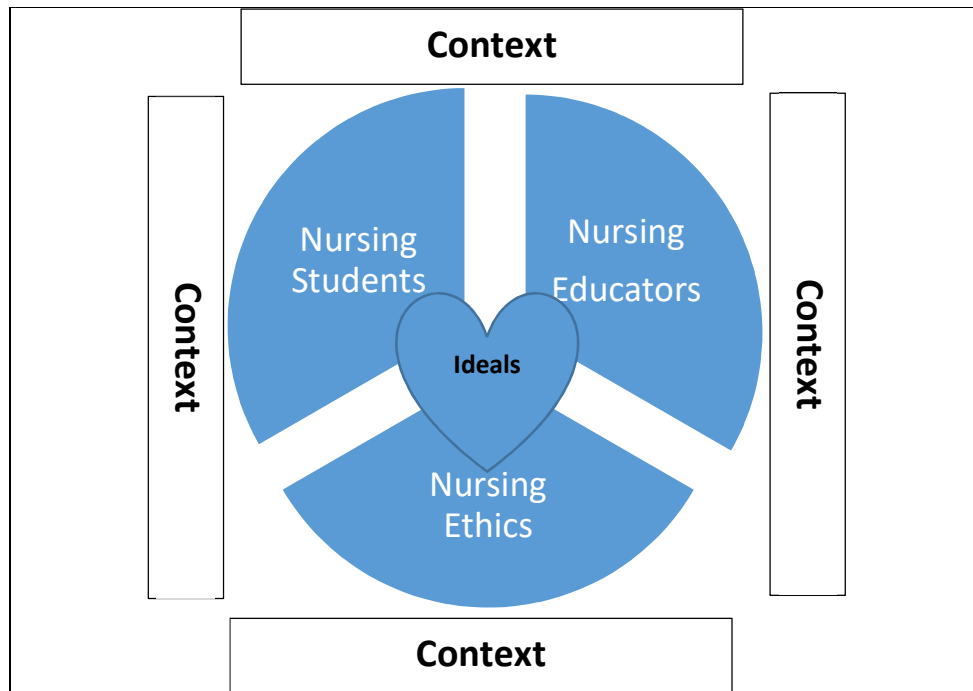 Context
Nursing
Students
Nursing
Educators
Context
Context
Ideals
Nursing
Ethics
Context